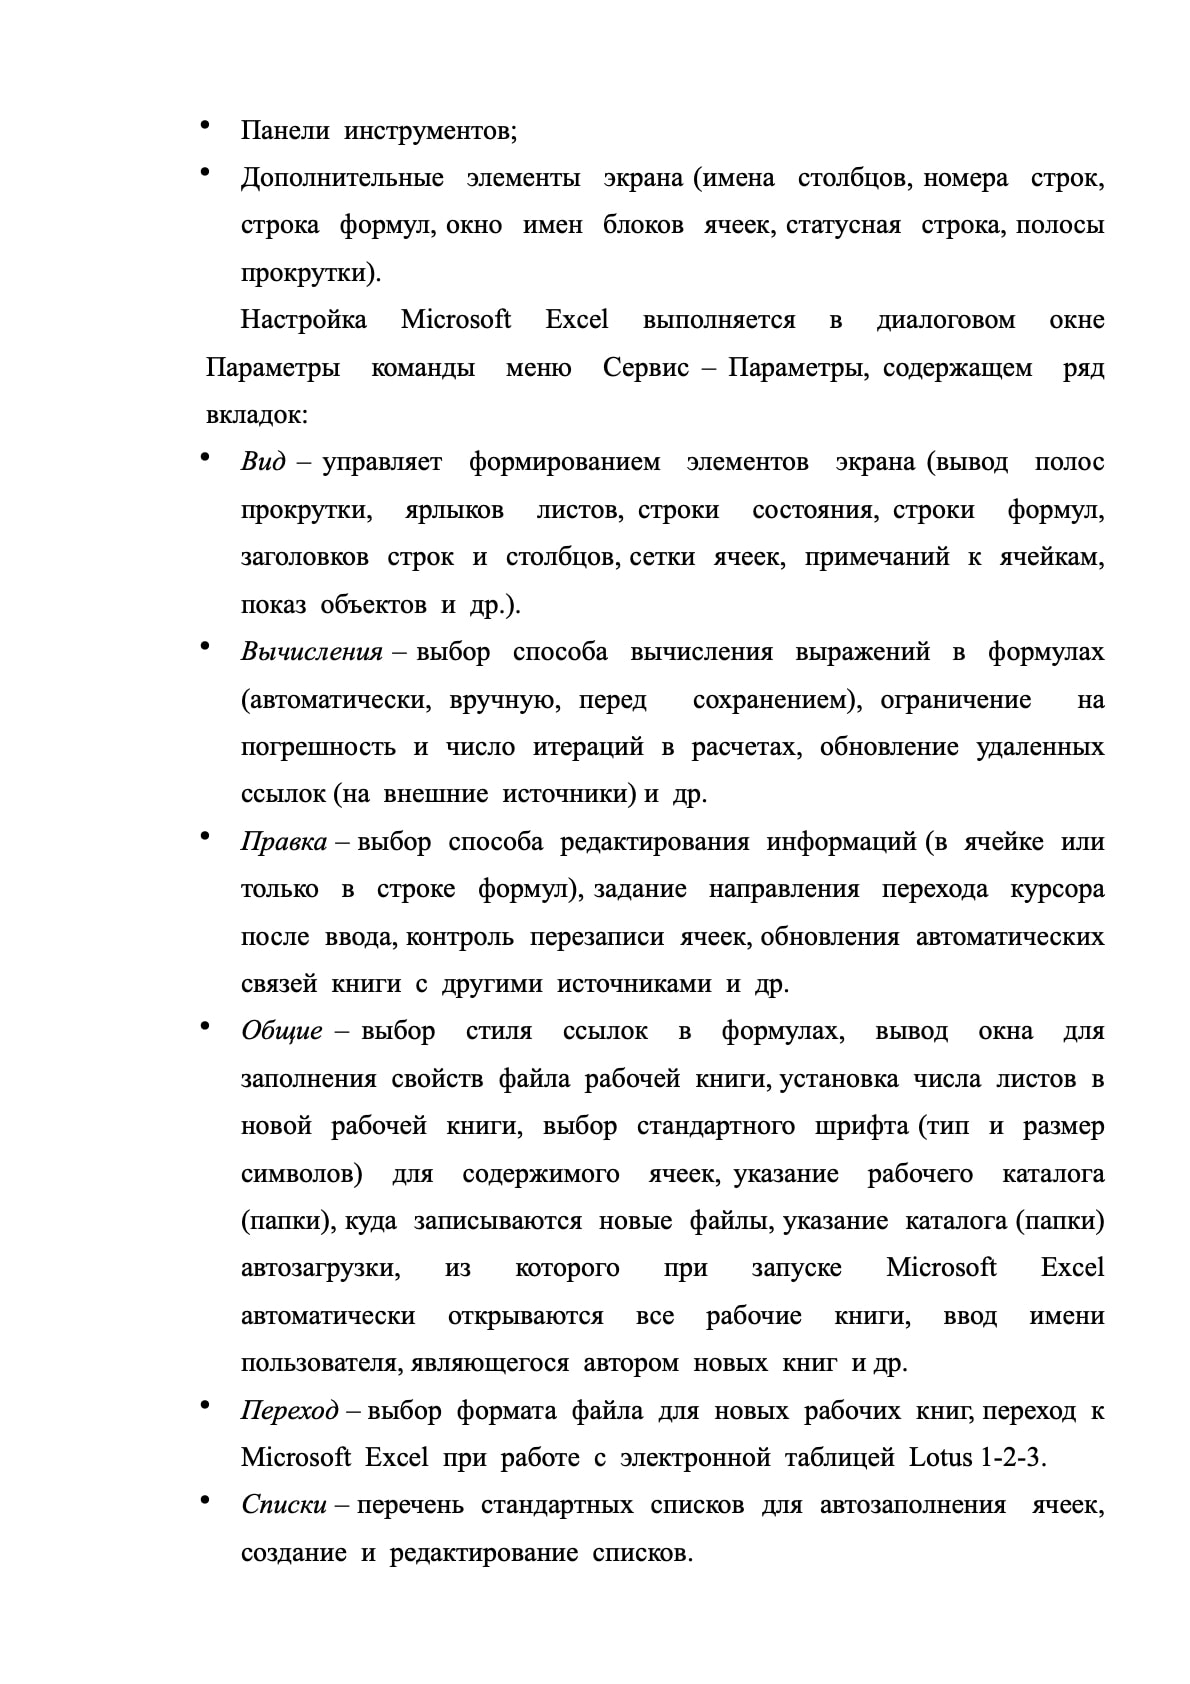 • Панели инструментов;
• Дополнительные элементы экрана (имена столбцов, номера строк,
строка формул, окно имен блоков ячеек, статусная строка, полосы
прокрутки).
Настройка Microsoft Excel выполняется в диалоговом окне
Параметры команды меню Сервис – Параметры, содержащем ряд
вкладок:
• Вид – управляет формированием элементов экрана (вывод полос
прокрутки, ярлыков листов, строки состояния, строки формул,
заголовков строк и столбцов, сетки ячеек, примечаний к ячейкам,
показ объектов и др.).
• Вычисления – выбор способа вычисления выражений в формулах
(автоматически, вручную, перед сохранением), ограничение на
погрешность и число итераций в расчетах, обновление удаленных
ссылок (на внешние источники) и др.
• Правка – выбор способа редактирования информаций (в ячейке или
только в строке формул), задание направления перехода курсора
после ввода, контроль перезаписи ячеек, обновления автоматических
связей книги с другими источниками и др.
• Общие – выбор стиля ссылок в формулах, вывод окна для
заполнения свойств файла рабочей книги, установка числа листов в
новой рабочей книги, выбор стандартного шрифта (тип и размер
символов) для содержимого ячеек, указание рабочего каталога
(папки), куда записываются новые файлы, указание каталога (папки)
автозагрузки, из которого при запуске Microsoft Excel
автоматически открываются все рабочие книги, ввод имени
пользователя, являющегося автором новых книг и др.
• Переход – выбор формата файла для новых рабочих книг, переход к
Microsoft Excel при работе с электронной таблицей Lotus 1-2-3.
• Списки – перечень стандартных списков для автозаполнения ячеек,
создание и редактирование списков.